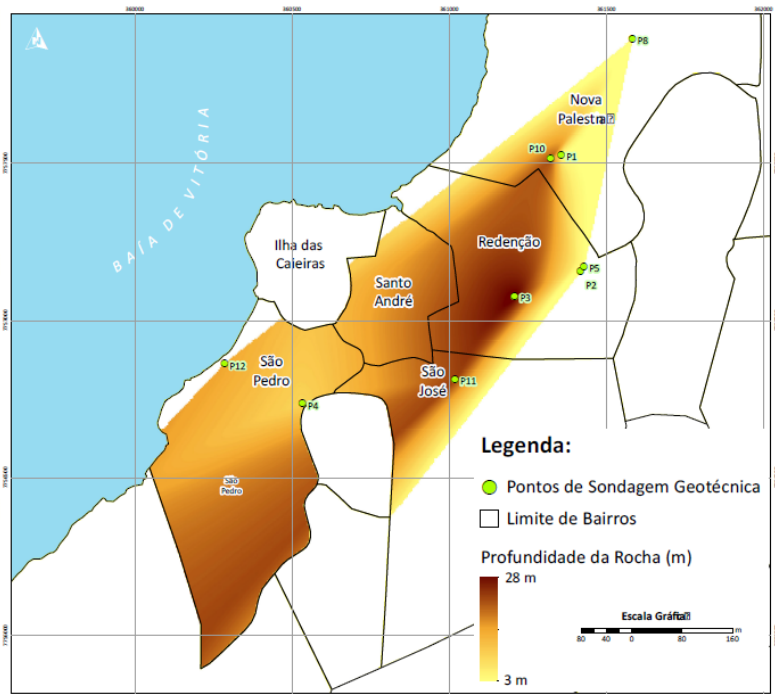 360000
360500
361000
361500
362000
P8
Nova
Palestra
P10
P1
BAÍA DE VITÓRIA
Redenção
Ilha das
Caieiras
P5
P2
Santo
André
P3
São
Pedro
P12
São
José
P11
P4
São
Pedro
Legenda:
Pontos de Sondagem Geotécnica
Limite de Bairros
Profundidade da Rocha (m)
28 m
3 m
Escala Gráfi
80 40 0 80 160
m